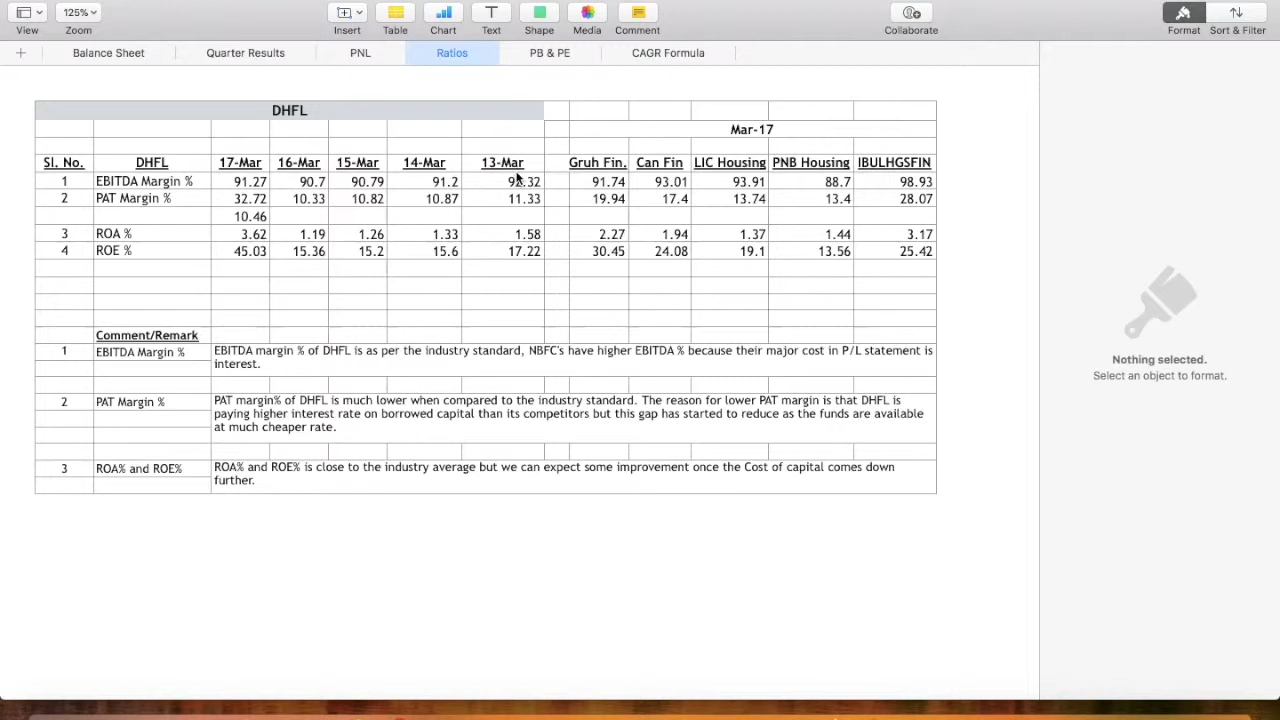 125%
View Zoom Insert Table Chart Text Shape Media Comment Collaborate Format Sort & Filter
Balance Sheet Quarter Results PNL Ratios PB & PE CAGR Formula
DHFL
Mar-17
Sl. No. DHFL 17-Mar 16-Mar 15-Mar 14-Mar 13-Mar Gruh Fin. Can Fin LIC Housing PNB Housing IBULHGSFIN
1 EBITDA Margin % 91.27 90.7 90.79 91.2 91.74 93.01 93.91 88.7 98.93
2 PAT Margin % 32.72 10.33 10.82 10.87 11.33 19.94 17.4 13.74 13.4 28.07
10.46
3 ROA % 3.62 1.19 1.26 1.33 1.58 2.27 1.94 1.37 1.44 3.17
4 ROE % 45.03 15.36 15.2 15.6 17.22 30.45 24.08 19.1 13.56 25.42
Comment/Remark
1 EBITDA Margin % EBITDA margin % of DHFL is as per the industry standard, NBFC's have higher EBITDA % because their major cost in P/L statement is
interest.
2 PAT Margin % PAT margin% of DHFL is much lower when compared to the industry standard. The reason for lower PAT margin is that DHFL is
paying higher interest rate on borrowed capital than its competitors but this gap has started to reduce as the funds are available
at much cheaper rate.
3 ROA% and ROE% ROA% and ROE% is close to the industry average but we can expect some improvement once the Cost of capital comes down
further.
Nothing selected.
Select an object to format.